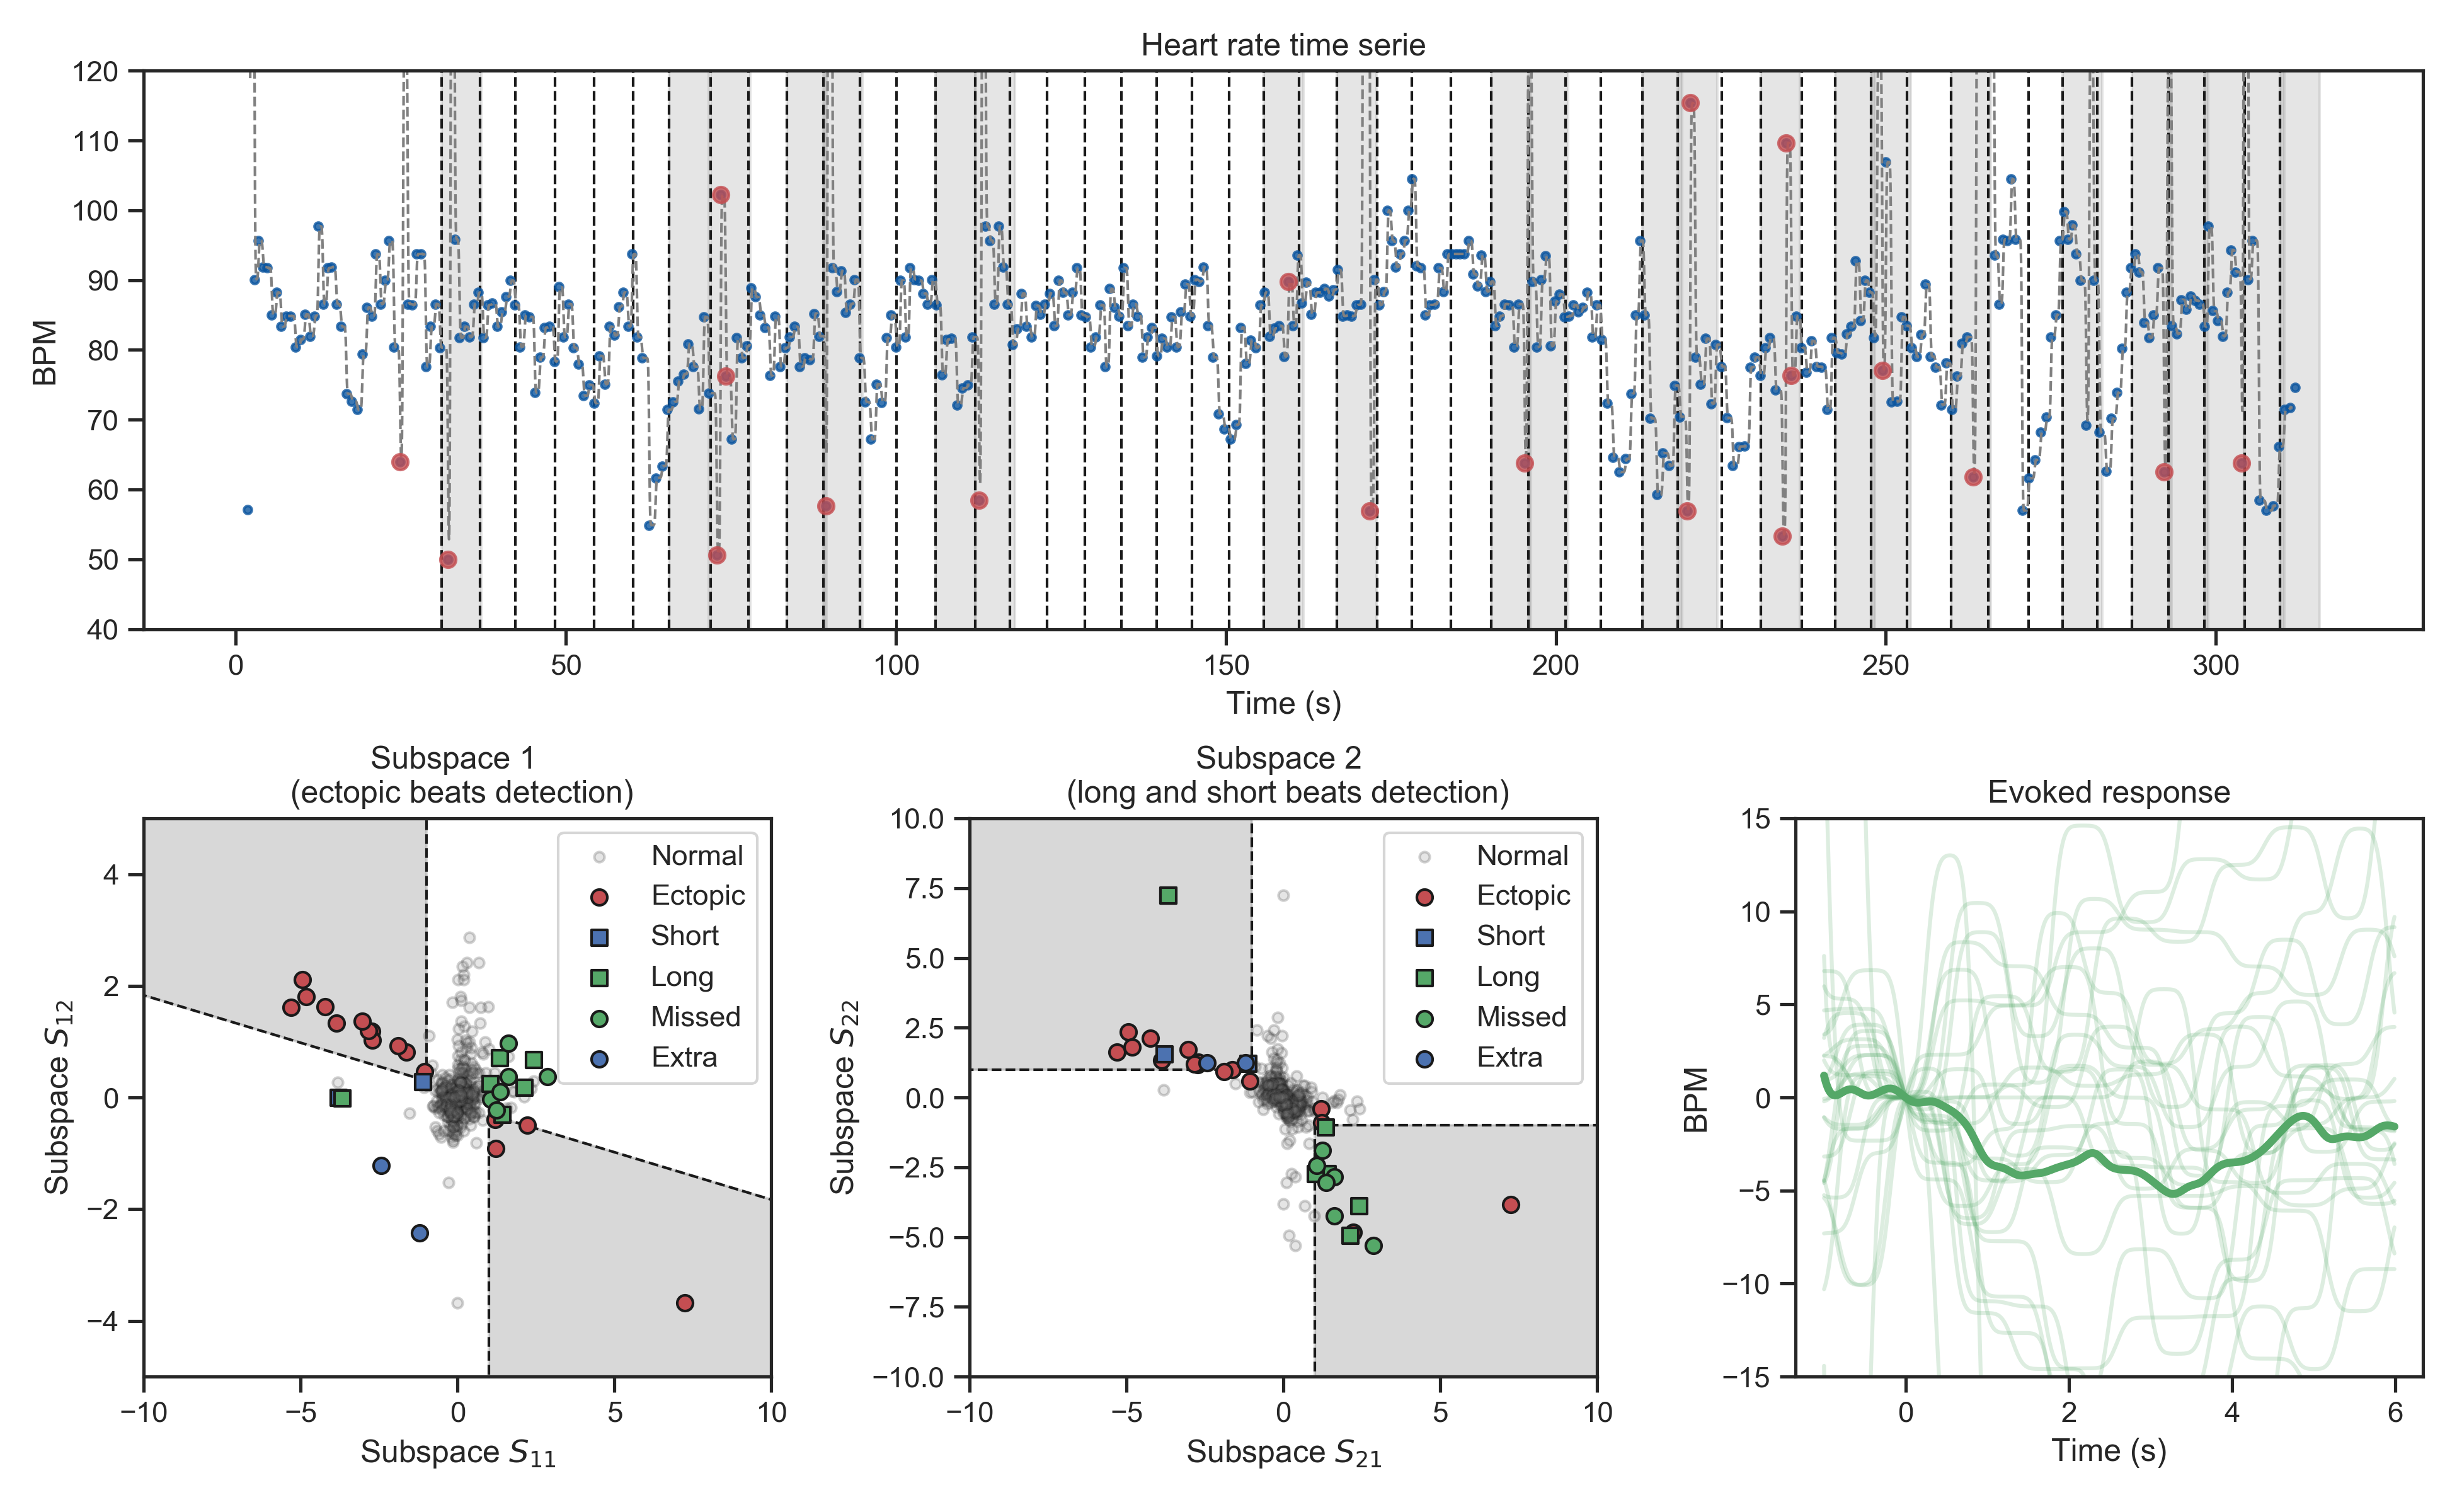 Heart rate time serie
120
110
100
90
80
70
60
50
40
BPM
0 50 100 150 200 250 300
Time (s)
Subspace 1
(ectopic beats detection)
4
2
0
−2
−4
Subspace S12
Normal
Ectopic
Short
Long
Missed
Extra
−10 −5 0 5 10
Subspace S11
Subspace 2
(long and short beats detection)
10.0
7.5
5.0
2.5
0.0
−2.5
−5.0
−7.5
−10.0
Subspace S22
Normal
Ectopic
Short
Long
Missed
Extra
−10 −5 0 5 10
Subspace S21
Evoked response
15
10
5
0
−5
−10
−15
BPM
0 2 4 6
Time (s)